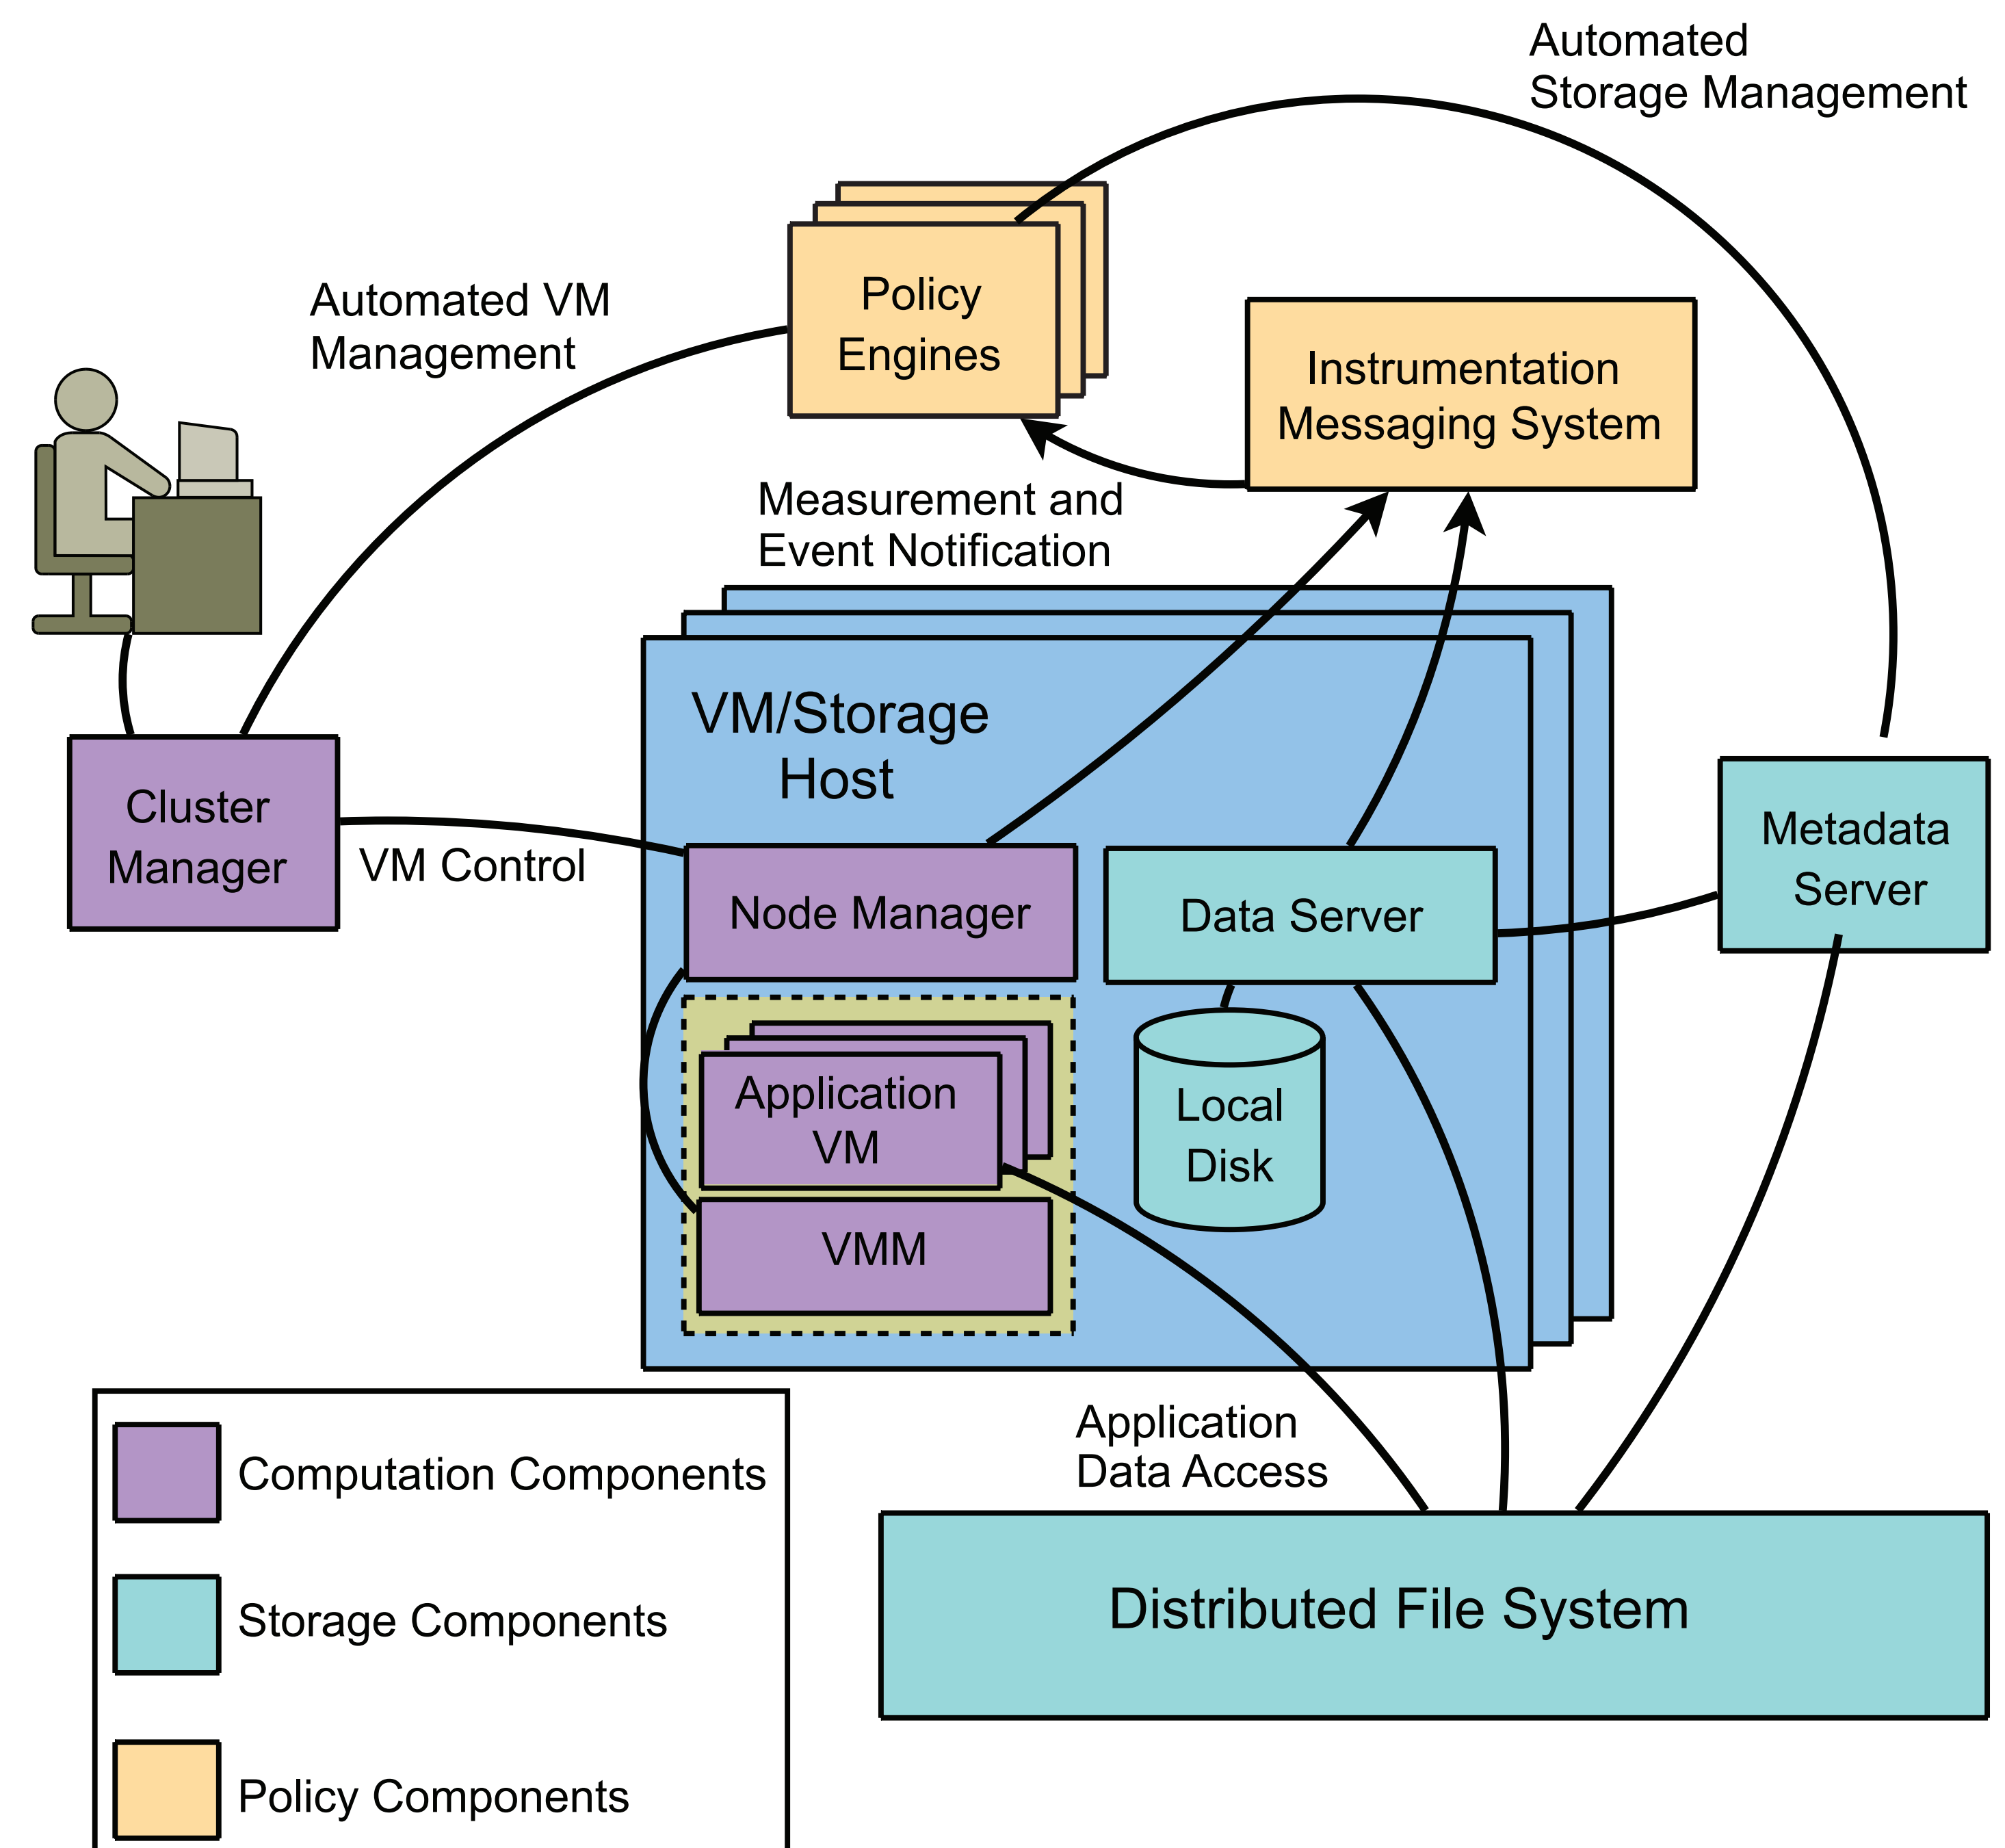 Automated
Storage Management
Automated VM
Management
Policy
Engines
Instrumentation
Messaging System
Measurement and
Event Notification
VM/Storage
Host
Cluster
Manager
VM Control
Node Manager
Data Server
Metadata
Server
Application
VM
Local
Disk
VMM
Application
Data Access
Computation Components
Storage Components
Policy Components
Distributed File System